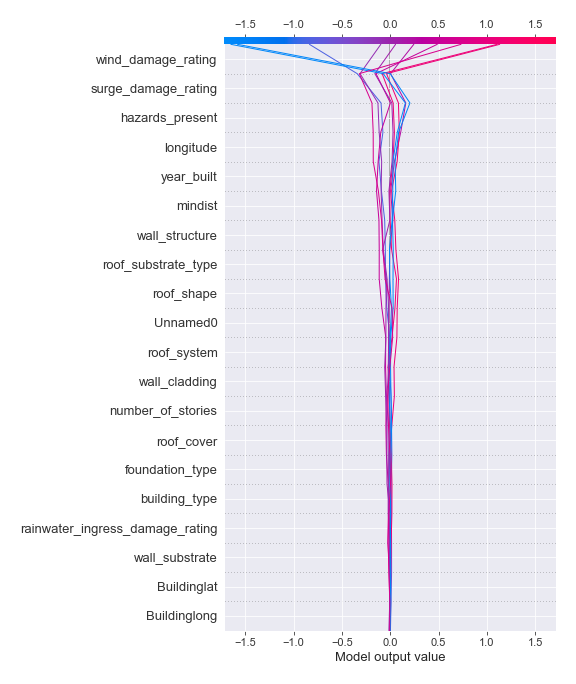 −1.5 −1.0 −0.5 0.0 0.5 1.0 1.5
wind_damage_rating
surge_damage_rating
hazards_present
longitude
year_built
mindist
wall_structure
roof_substrate_type
roof_shape
Unnamed0
roof_system
wall_cladding
number_of_stories
roof_cover
foundation_type
building_type
rainwater_ingress_damage_rating
wall_substrate
Buildinglat
Buildinglong
−1.5 −1.0 −0.5 0.0 0.5 1.0 1.5
Model output value